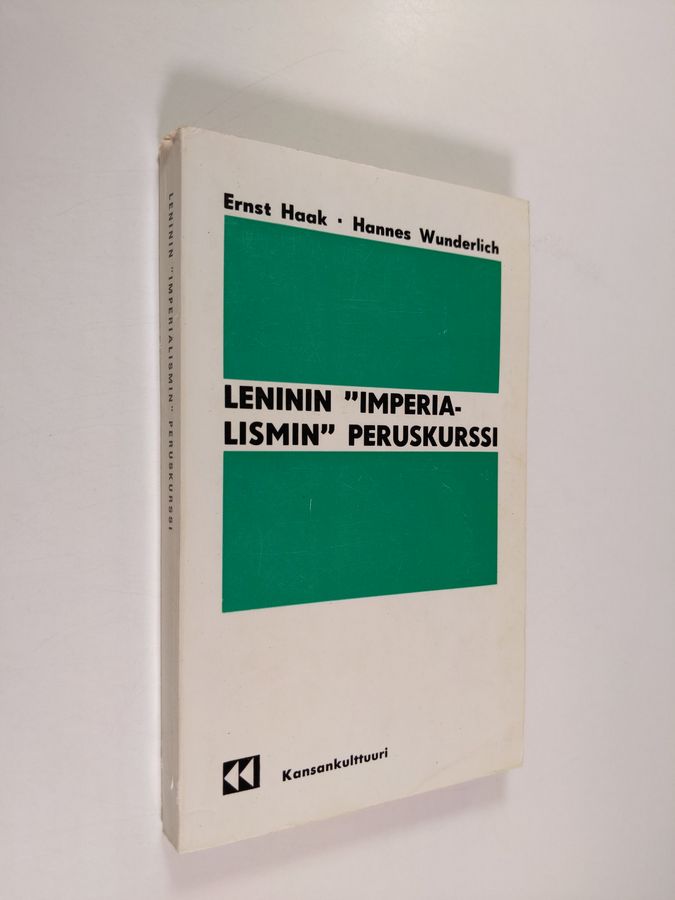 Ernst Haak · Hannes Wunderlich
LENINin "IMPERIA-
LISMIN" PERUSKURSSI
Kansankulttuuri
LENININ "IMPERIALISMIN" PERUSKURSSI